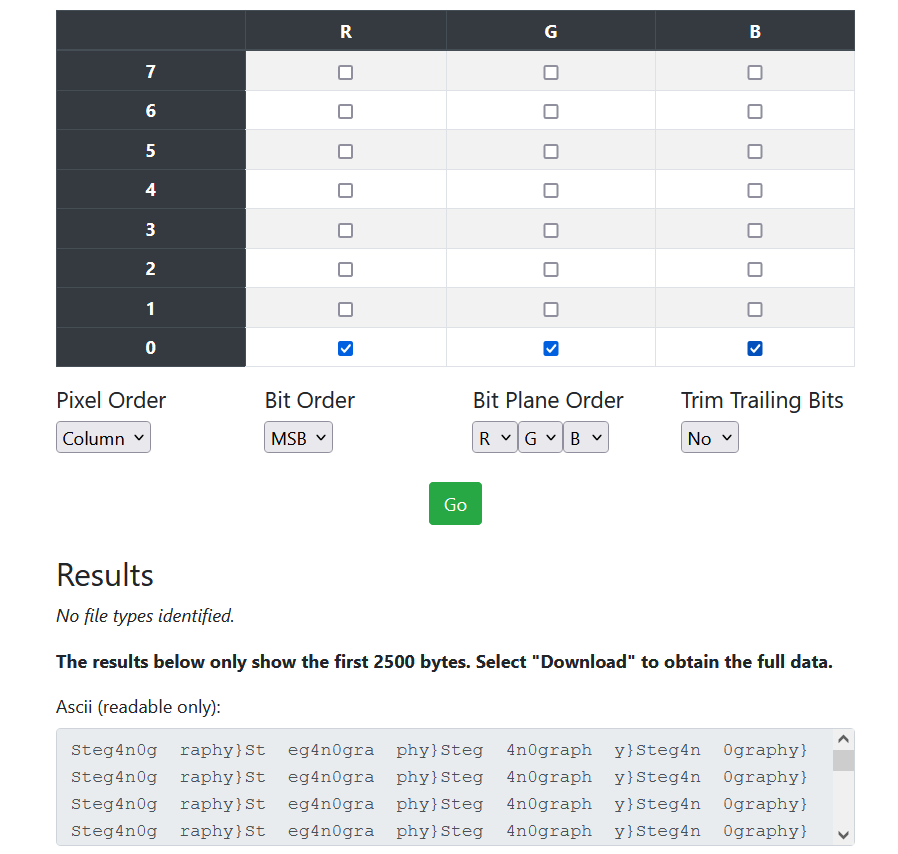 R G B
7
6
5
4
3
2
1
0
Pixel Order Bit Order Bit Plane Order Trim Trailing Bits
Column MSB R G B No
Go
Results
No file types identified.
The results below only show the first 2500 bytes. Select "Download" to obtain the full data.
Ascii (readable only):
Steg4n0g raphy}St eg4n0gra phy}Steg 4n0graph y}Steg4n 0graphy}
Steg4n0g raphy}St eg4n0gra phy}Steg 4n0graph y}Steg4n 0graphy}
Steg4n0g raphy}St eg4n0gra phy}Steg 4n0graph y}Steg4n 0graphy}
Steg4n0g raphy}St eg4n0gra phy}Steg 4n0graph y}Steg4n 0graphy}